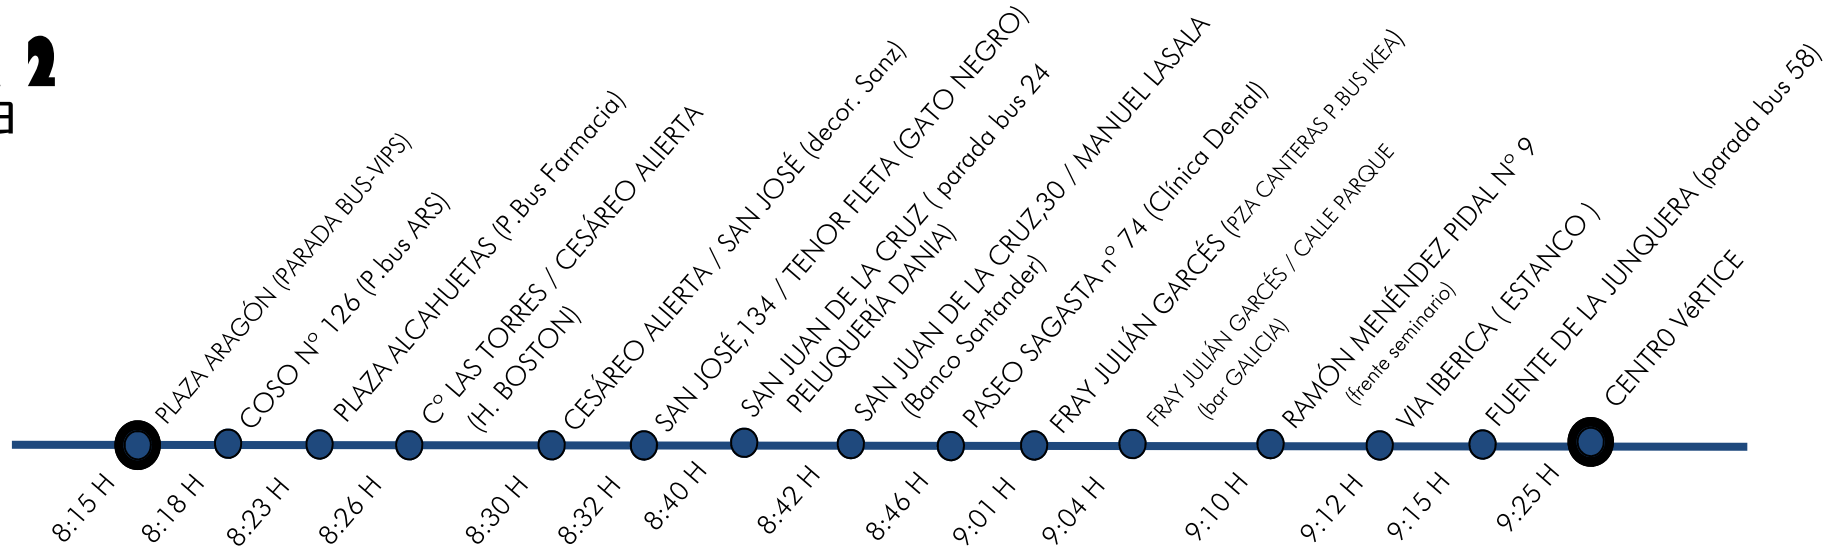 2
PLAZA ARAGÓN (PARADA BUS-VIPS)
COSO Nº 126 (P.bus ARS)
PLAZA ALCAHUETAS (P.Bus Farmacia)
Cº LAS TORRES / CESÁREO ALIERTA
(H. BOSTON)
CESÁREO ALIERTA / SAN JOSÉ (decor. Sanz)
SAN JOSÉ,134 / TENOR FLETA (GATO NEGRO)
SAN JUAN DE LA CRUZ ( parada bus 24
PELUQUERÍA DANIA)
SAN JUAN DE LA CRUZ,30 / MANUEL LASALA
(Banco Santander)
PASEO SAGASTA nº 74 (Clínica Dental)
FRAY JULIÁN GARCÉS (PZA CANTERAS P.BUS IKEA)
FRAY JULIÁN GARCÉS / CALLE PARQUE
(bar GALICIA)
RAMÓN MENÉNDEZ PIDAL Nº 9
(frente seminario)
VIA IBERICA ( ESTANCO )
FUENTE DE LA JUNQUERA (parada bus 58)
CENTR0 VéRTICE
8:15 H
8:18 H
8:23 H
8:26 H
8:30 H
8:32 H
8:40 H
8:42 H
8:46 H
9:01 H
9:04 H
9:10 H
9:12 H
9:15 H
9:25 H